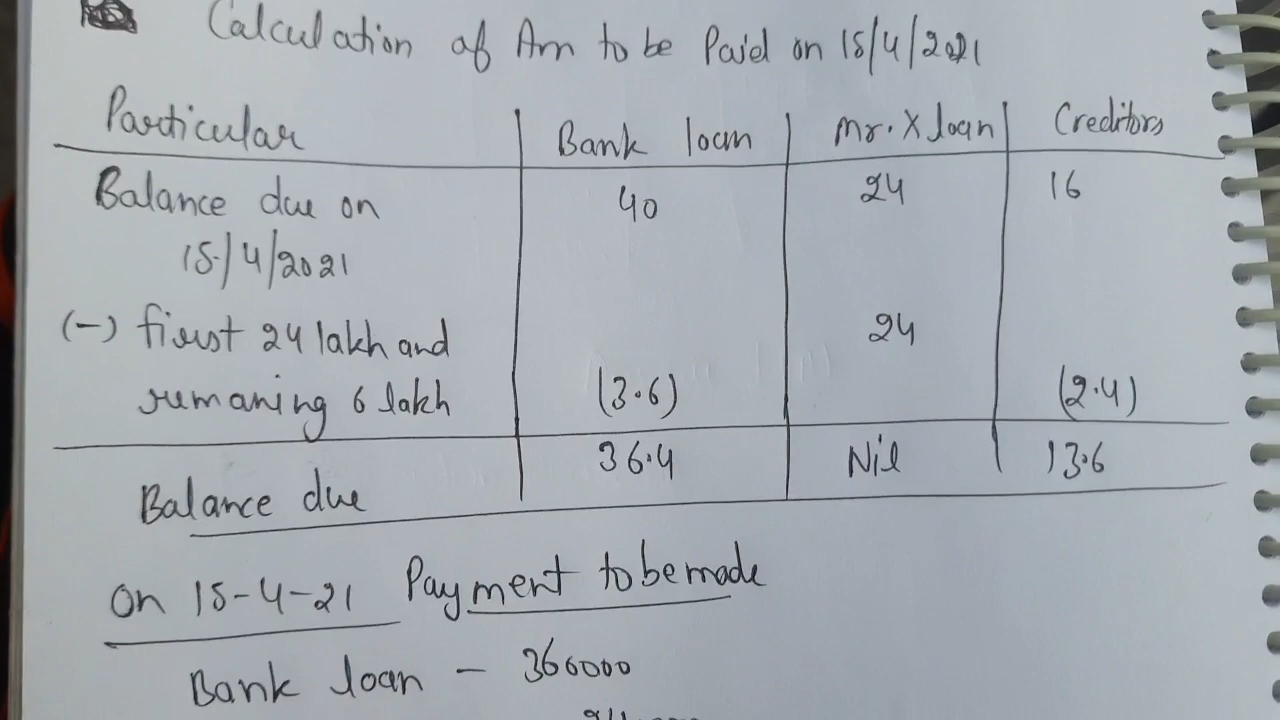 Calculation of Am to be Paid on 15/4/2021
Particular Bank loan Mr. X loan Creditors
Balance due on 40 24 16
15/4/2021
(-) first 24 lakh and 24
remaning 6 lakh (3.6) (2.4)
Balance due 36.4 Nil 13.6
On 15-4-21 Payment to be made
Bank loan - 360000